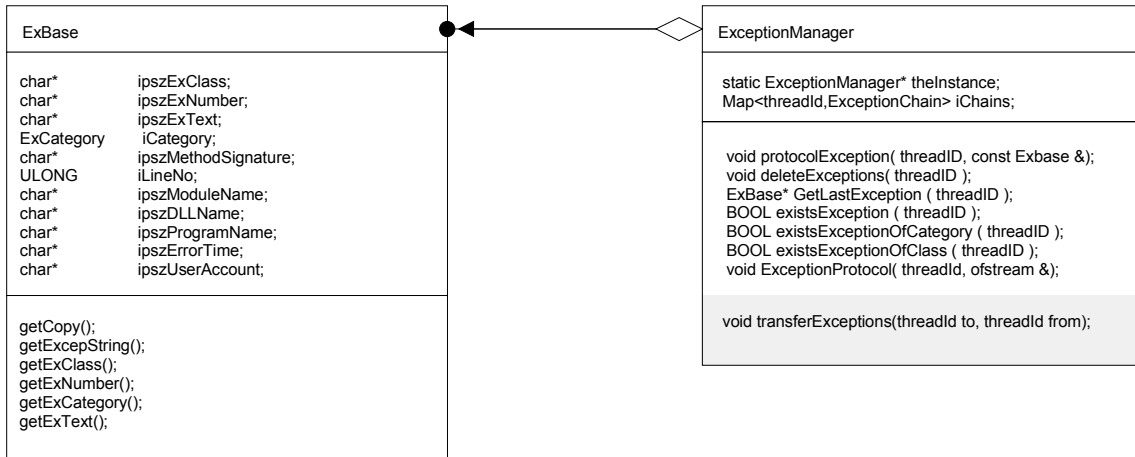 ExBase
char* ipszExClass;
char* ipszExNumber;
char* ipszExText;
ExCategory iCategory;
char* ipszMethodSignature;
ULONG iLineNo;
char* ipszModuleName;
char* ipszDLLName;
char* ipszProgramName;
char* ipszErrorTime;
char* ipszUserAccount;
getCopy();
getExcepString();
getExClass();
getExNumber();
getExCategory();
getExText();
ExceptionManager
static ExceptionManager* theInstance;
Map<threadId,ExceptionChain> iChains;
void protocolException( threadID, const Exbase &);
void deleteExceptions( threadID );
ExBase* GetLastException ( threadID );
BOOL existsException ( threadID );
BOOL existsExceptionOfCategory ( threadID );
BOOL existsExceptionOfClass ( threadID );
void ExceptionProtocol( threadId, ofstream &);
void transferExceptions(threadId to, threadId from);